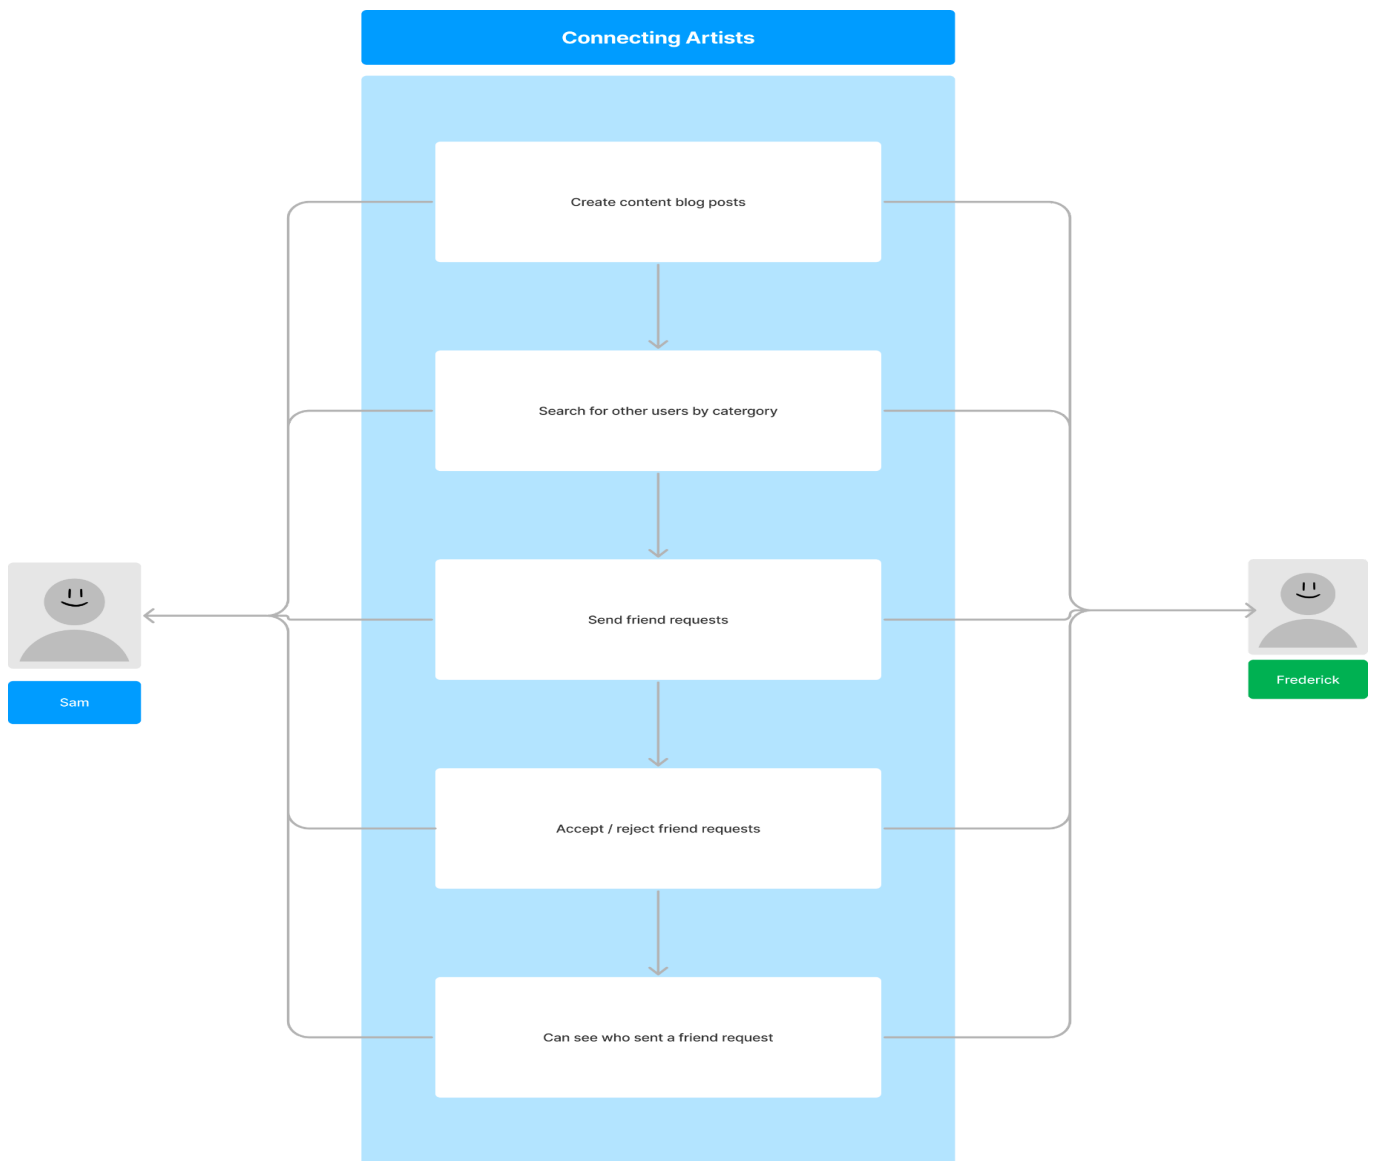 Connecting Artists
Create content blog posts
Search for other users by catergory
Send friend requests
Sam
Frederick
Accept / reject friend requests
Can see who sent a friend request